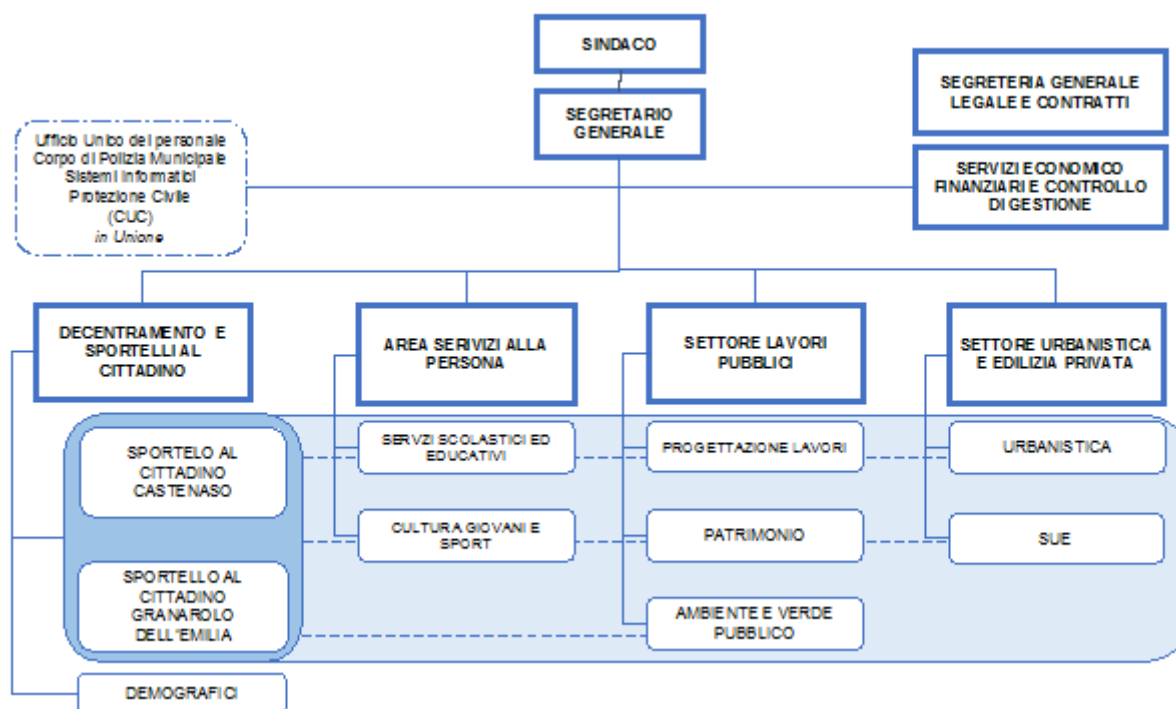 SINDACO
SEGRETARIO
GENERALE
SEGRETERIA GENERALE
LEGALE E CONTRATTI
Ufficio Unico del personale
Corpo di Polizia Municipale
Sistemi Informatici
Protezione Civile
(CUC)
in Unione
SERVIZI ECONOMICO
FINANZIARI E CONTROLLO
DI GESTIONE
DECENTRAMENTO E
SPORTELLI AL
CITTADINO
AREA SERIVIZI ALLA
PERSONA
SETTORE LAVORI
PUBBLICI
SETTORE URBANISTICA
E EDILIZIA PRIVATA
SPORTELO AL
CITTADINO
CASTENASO
SERVZI SCOLASTICI ED
EDUCATIVI
PROGETTAZIONE LAVORI
URBANISTICA
CULTURA GIOVANI E
SPORT
PATRIMONIO
SUE
SPORTELLO AL
CITTADINO
GRANAROLO
DELL'EMILIA
AMBIENTE E VERDE
PUBBLICO
DEMOGRAFICI